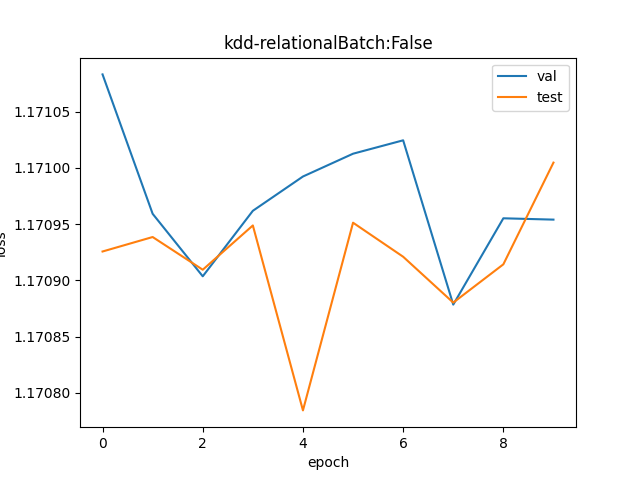 kdd-relationalBatch:False
val
test
1.17105
1.17100
1.17095
1.17090
1.17085
1.17080
loss
0 2 4 6 8
epoch